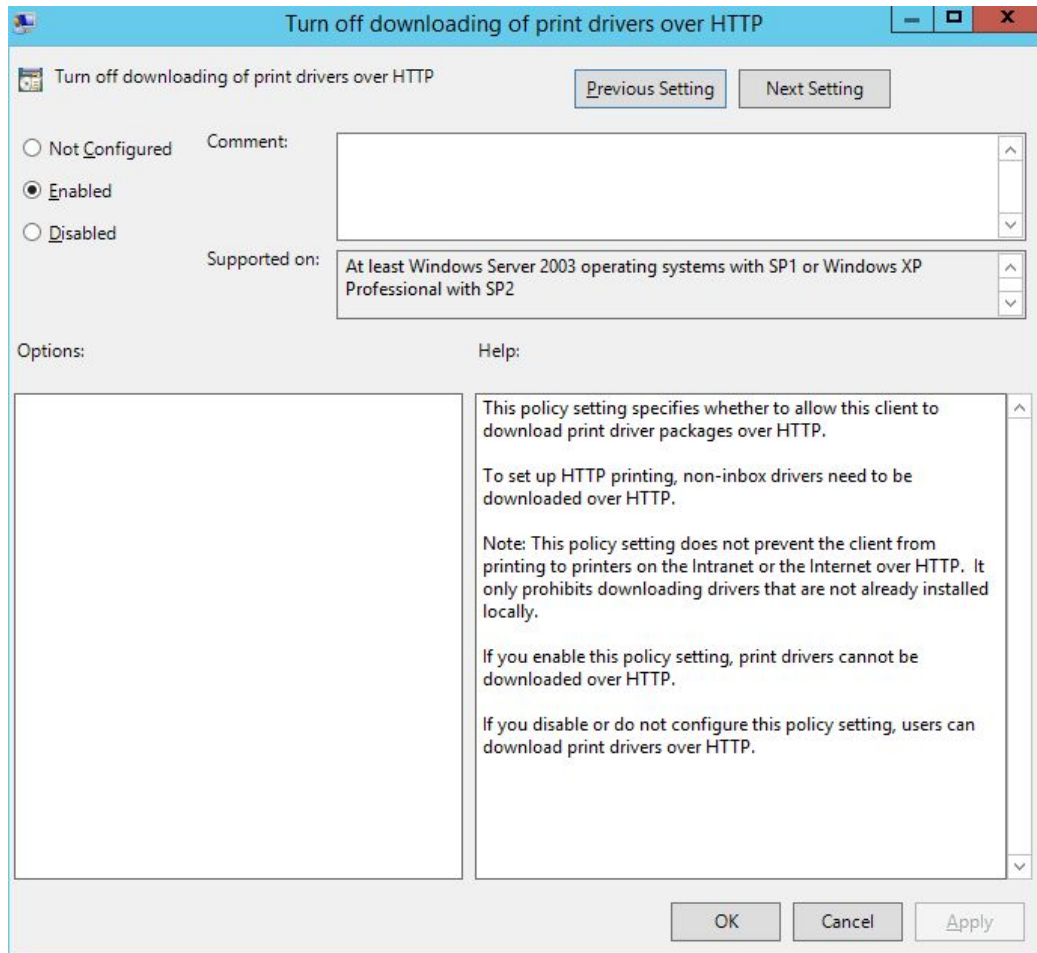 Turn off downloading of print drivers over HTTP
Turn off downloading of print drivers over HTTP
Previous Setting
Next Setting
Not Configured
Comment:
Enabled
Disabled
Supported on:
At least Windows Server 2003 operating systems with SP1 or Windows XP
Professional with SP2
Options:
Help:
This policy setting specifies whether to allow this client to
download print driver packages over HTTP.
To set up HTTP printing, non-inbox drivers need to be
downloaded over HTTP.
Note: This policy setting does not prevent the client from
printing to printers on the Intranet or the Internet over HTTP.  It
only prohibits downloading drivers that are not already installed
locally.
If you enable this policy setting, print drivers cannot be
downloaded over HTTP.
If you disable or do not configure this policy setting, users can
download print drivers over HTTP.
OK
Cancel
Apply